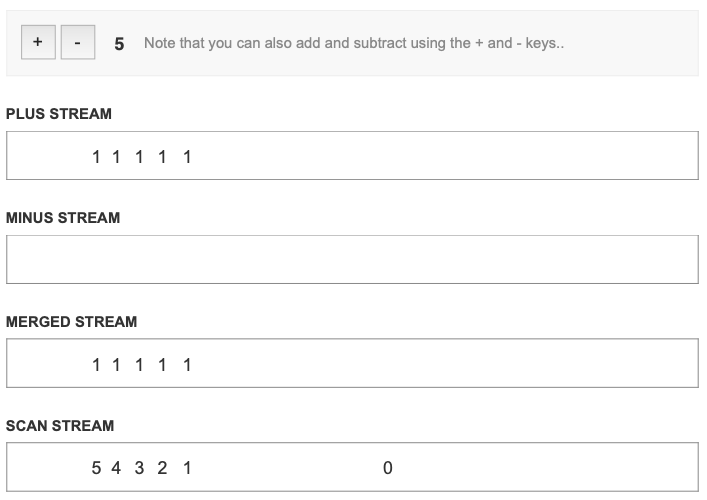 + - 5 Note that you can also add and subtract using the + and - keys..
PLUS STREAM
1 1 1 1 1
MINUS STREAM
MERGED STREAM
1 1 1 1 1
SCAN STREAM
5 4 3 2 1 0